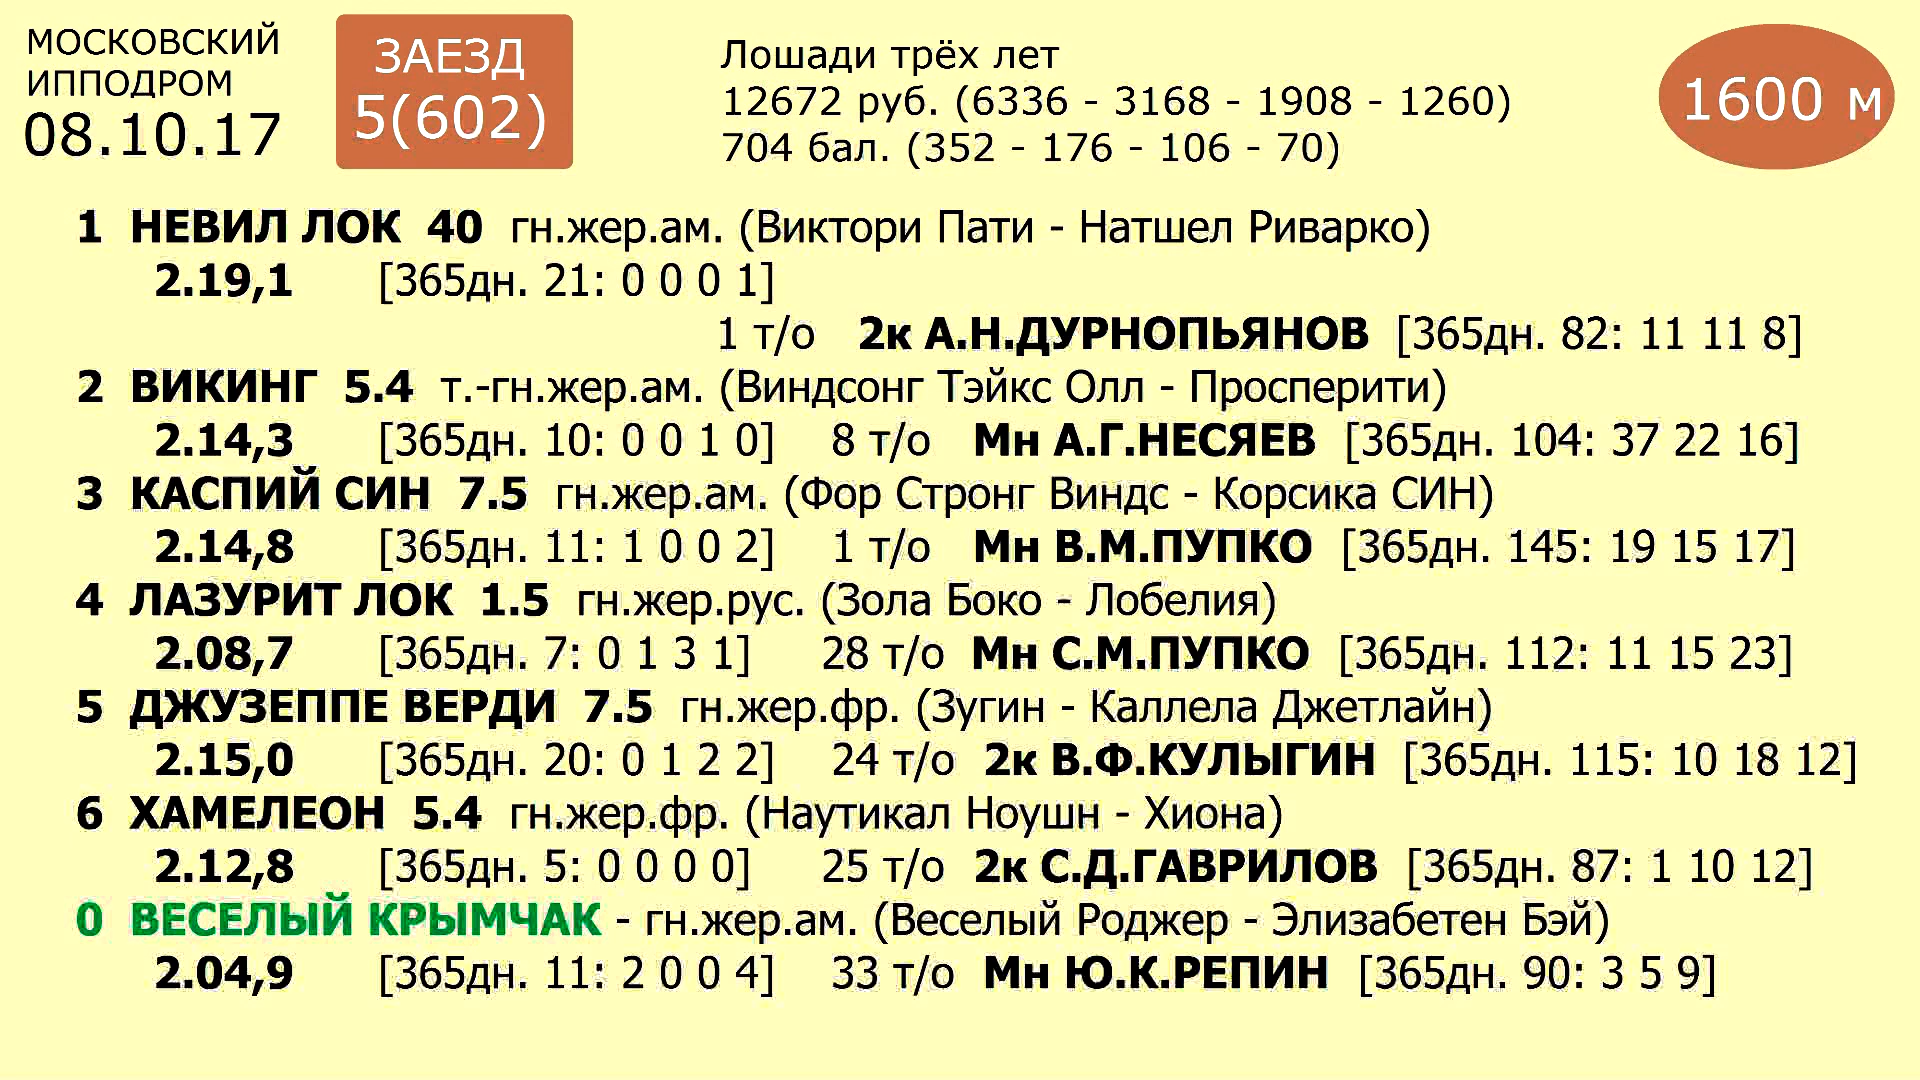 МОСКОВСКИЙ
ИППОДРОМ
08.10.17
ЗАЕЗД
5(602)
Лошади трёх лет
12672 руб. (6336 - 3168 - 1908 - 1260)
704 бал. (352 - 176 - 106 - 70)
1600 м
1 НЕВИЛ ЛОК 40 гн.жер.ам. (Виктори Пати - Натшел Риварко)
2.19,1 [365дн. 21: 0 0 0 1]
1 т/о 2к А.Н.ДУРНОПЬЯНОВ [365дн. 82: 11 11 8]
2 ВИКИНГ 5.4 т.-гн.жер.ам. (Виндсонг Тэйкс Олл - Просперити)
2.14,3 [365дн. 10: 0 0 1 0] 8 т/о Мн А.Г.НЕСЯЕВ [365дн. 104: 37 22 16]
3 КАСПИЙ СИН 7.5 гн.жер.ам. (Фор Стронг Виндс - Корсика СИН)
2.14,8 [365дн. 11: 1 0 0 2] 1 т/о Мн В.М.ПУПКО [365дн. 145: 19 15 17]
4 ЛАЗУРИТ ЛОК 1.5 гн.жер.рус. (Зола Боко - Лобелия)
2.08,7 [365дн. 7: 0 1 3 1] 28 т/о Мн С.М.ПУПКО [365дн. 112: 11 15 23]
5 ДЖУЗЕППЕ ВЕРДИ 7.5 гн.жер.фр. (Зугин - Каллела Джетлайн)
2.15,0 [365дн. 20: 0 1 2 2] 24 т/о 2к В.Ф.КУЛЫГИН [365дн. 115: 10 18 12]
6 ХАМЕЛЕОН 5.4 гн.жер.фр. (Наутикал Ноушн - Хиона)
2.12,8 [365дн. 5: 0 0 0 0] 25 т/о 2к С.Д.ГАВРИЛОВ [365дн. 87: 1 10 12]
0 ВЕСЕЛЫЙ КРЫМЧАК - гн.жер.ам. (Веселый Роджер - Элизабетен Бэй)
2.04,9 [365дн. 11: 2 0 0 4] 33 т/о Мн Ю.К.РЕПИН [365дн. 90: 3 5 9]